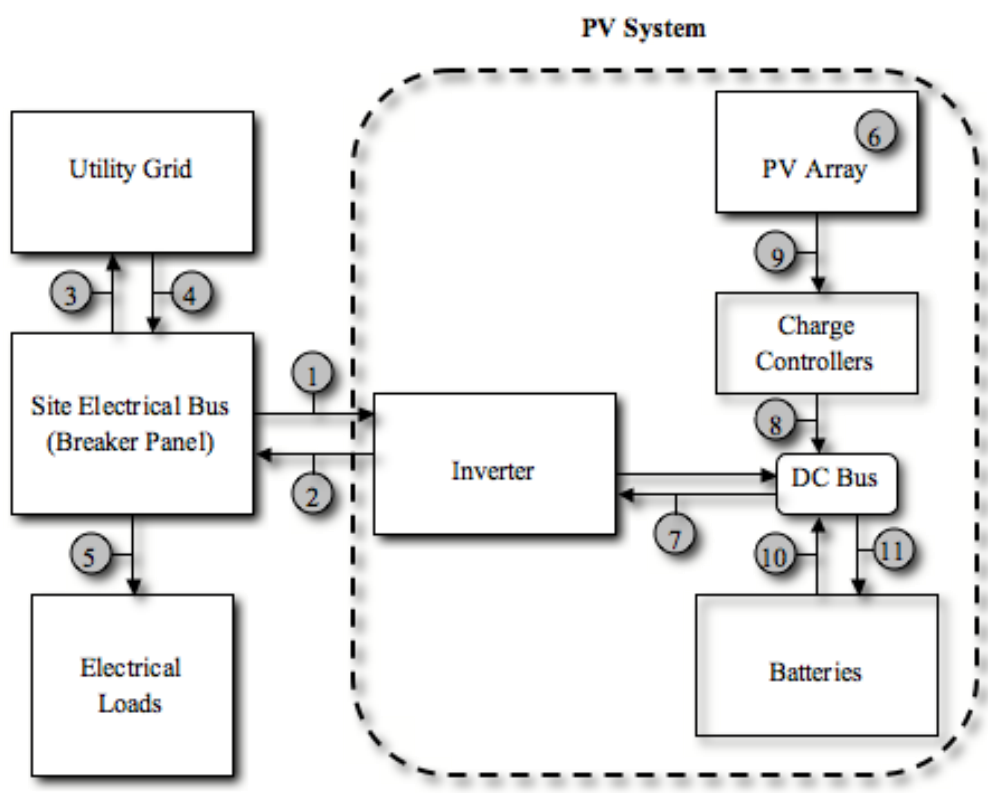 PV System
Utility Grid
6
PV Array
3
4
9
Charge
Controllers
1
Site Electrical Bus
(Breaker Panel)
8
Inverter
DC Bus
2
7
5
10
11
Electrical
Loads
Batteries